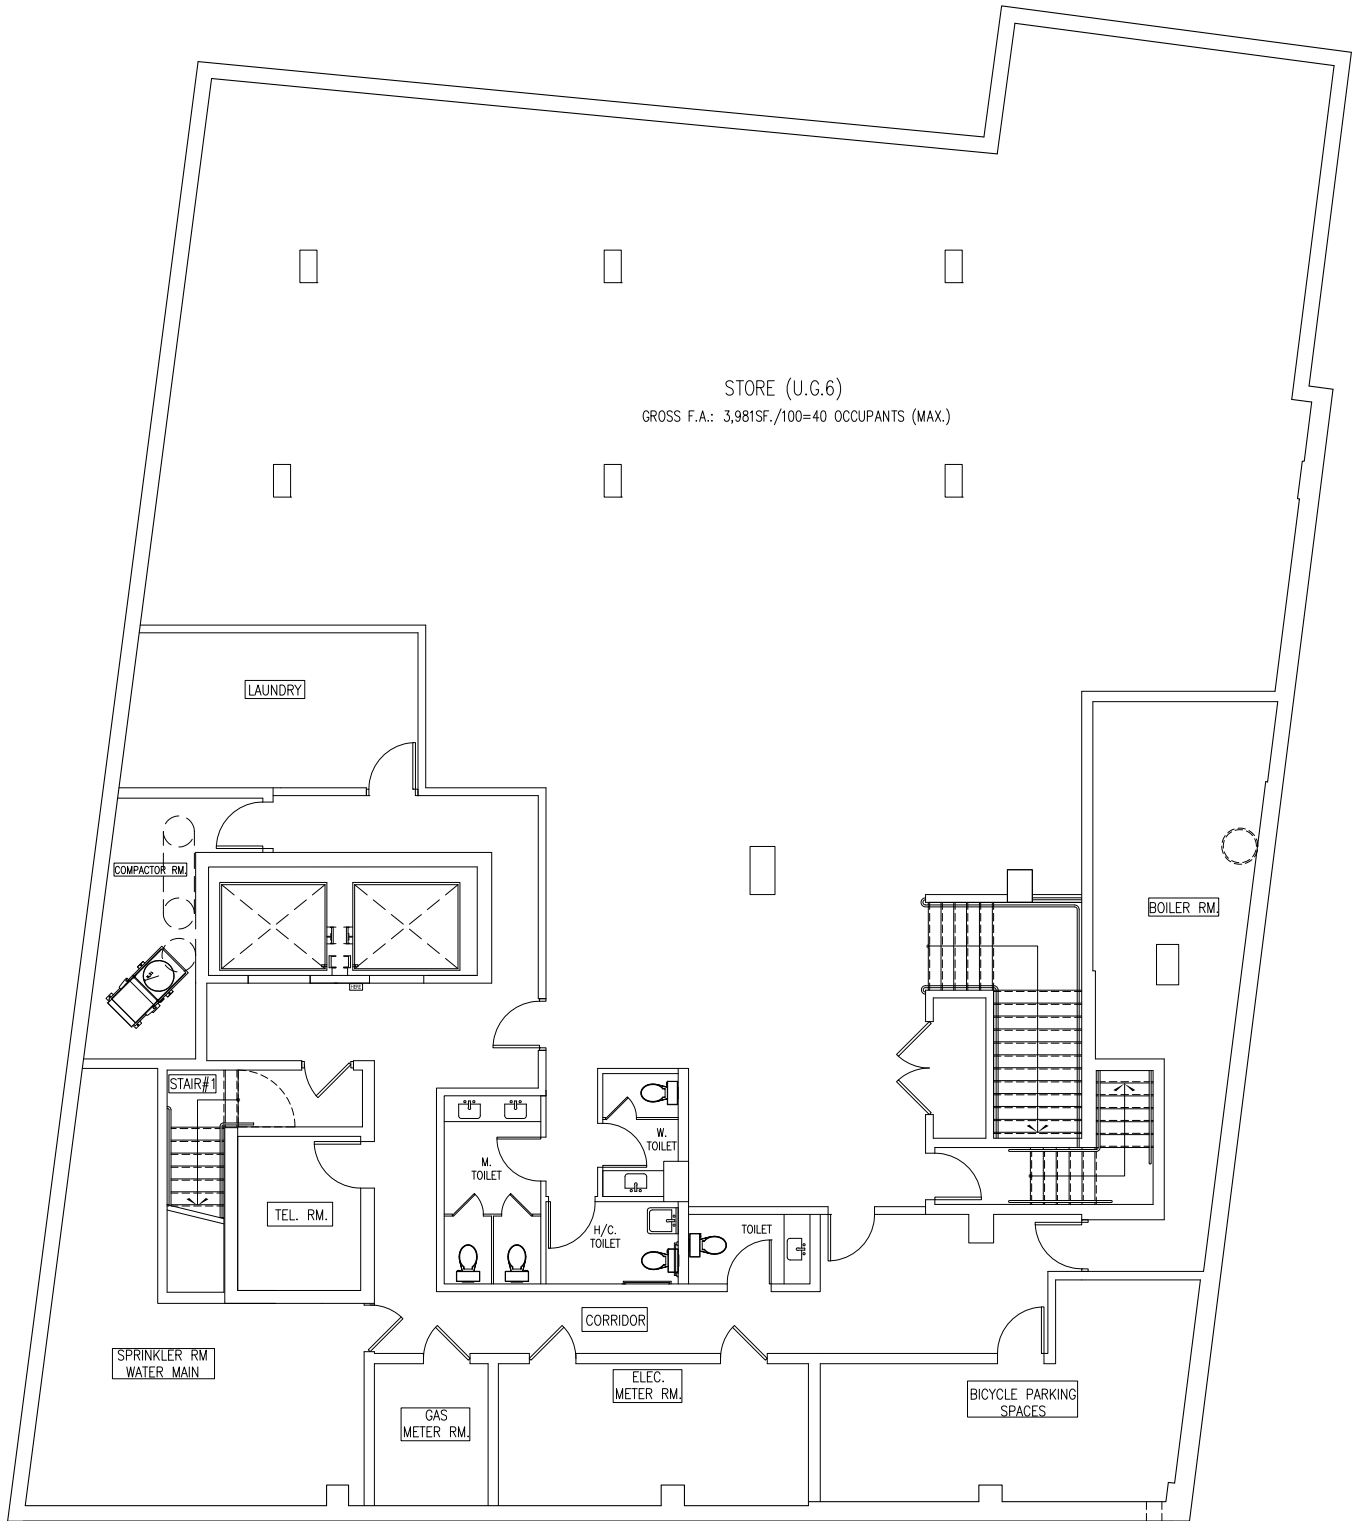 STORE (U.G.6)
GROSS F.A.: 3,981SF./100=40 OCCUPANTS (MAX.)
LAUNDRY
COMPACTOR RM.
BOILER RM.
STAIR#1
W.
TOILET
M.
TOILET
TEL. RM.
H/C.
TOILET
TOILET
CORRIDOR
SPRINKLER RM
WATER MAIN
ELEC.
METER RM.
BICYCLE PARKING
SPACES
GAS
METER RM.